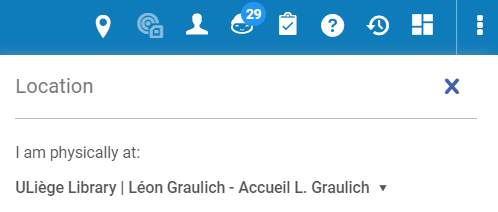 29
Location
I am physically at:
ULiège Library | Léon Graulich - Accueil L. Graulich